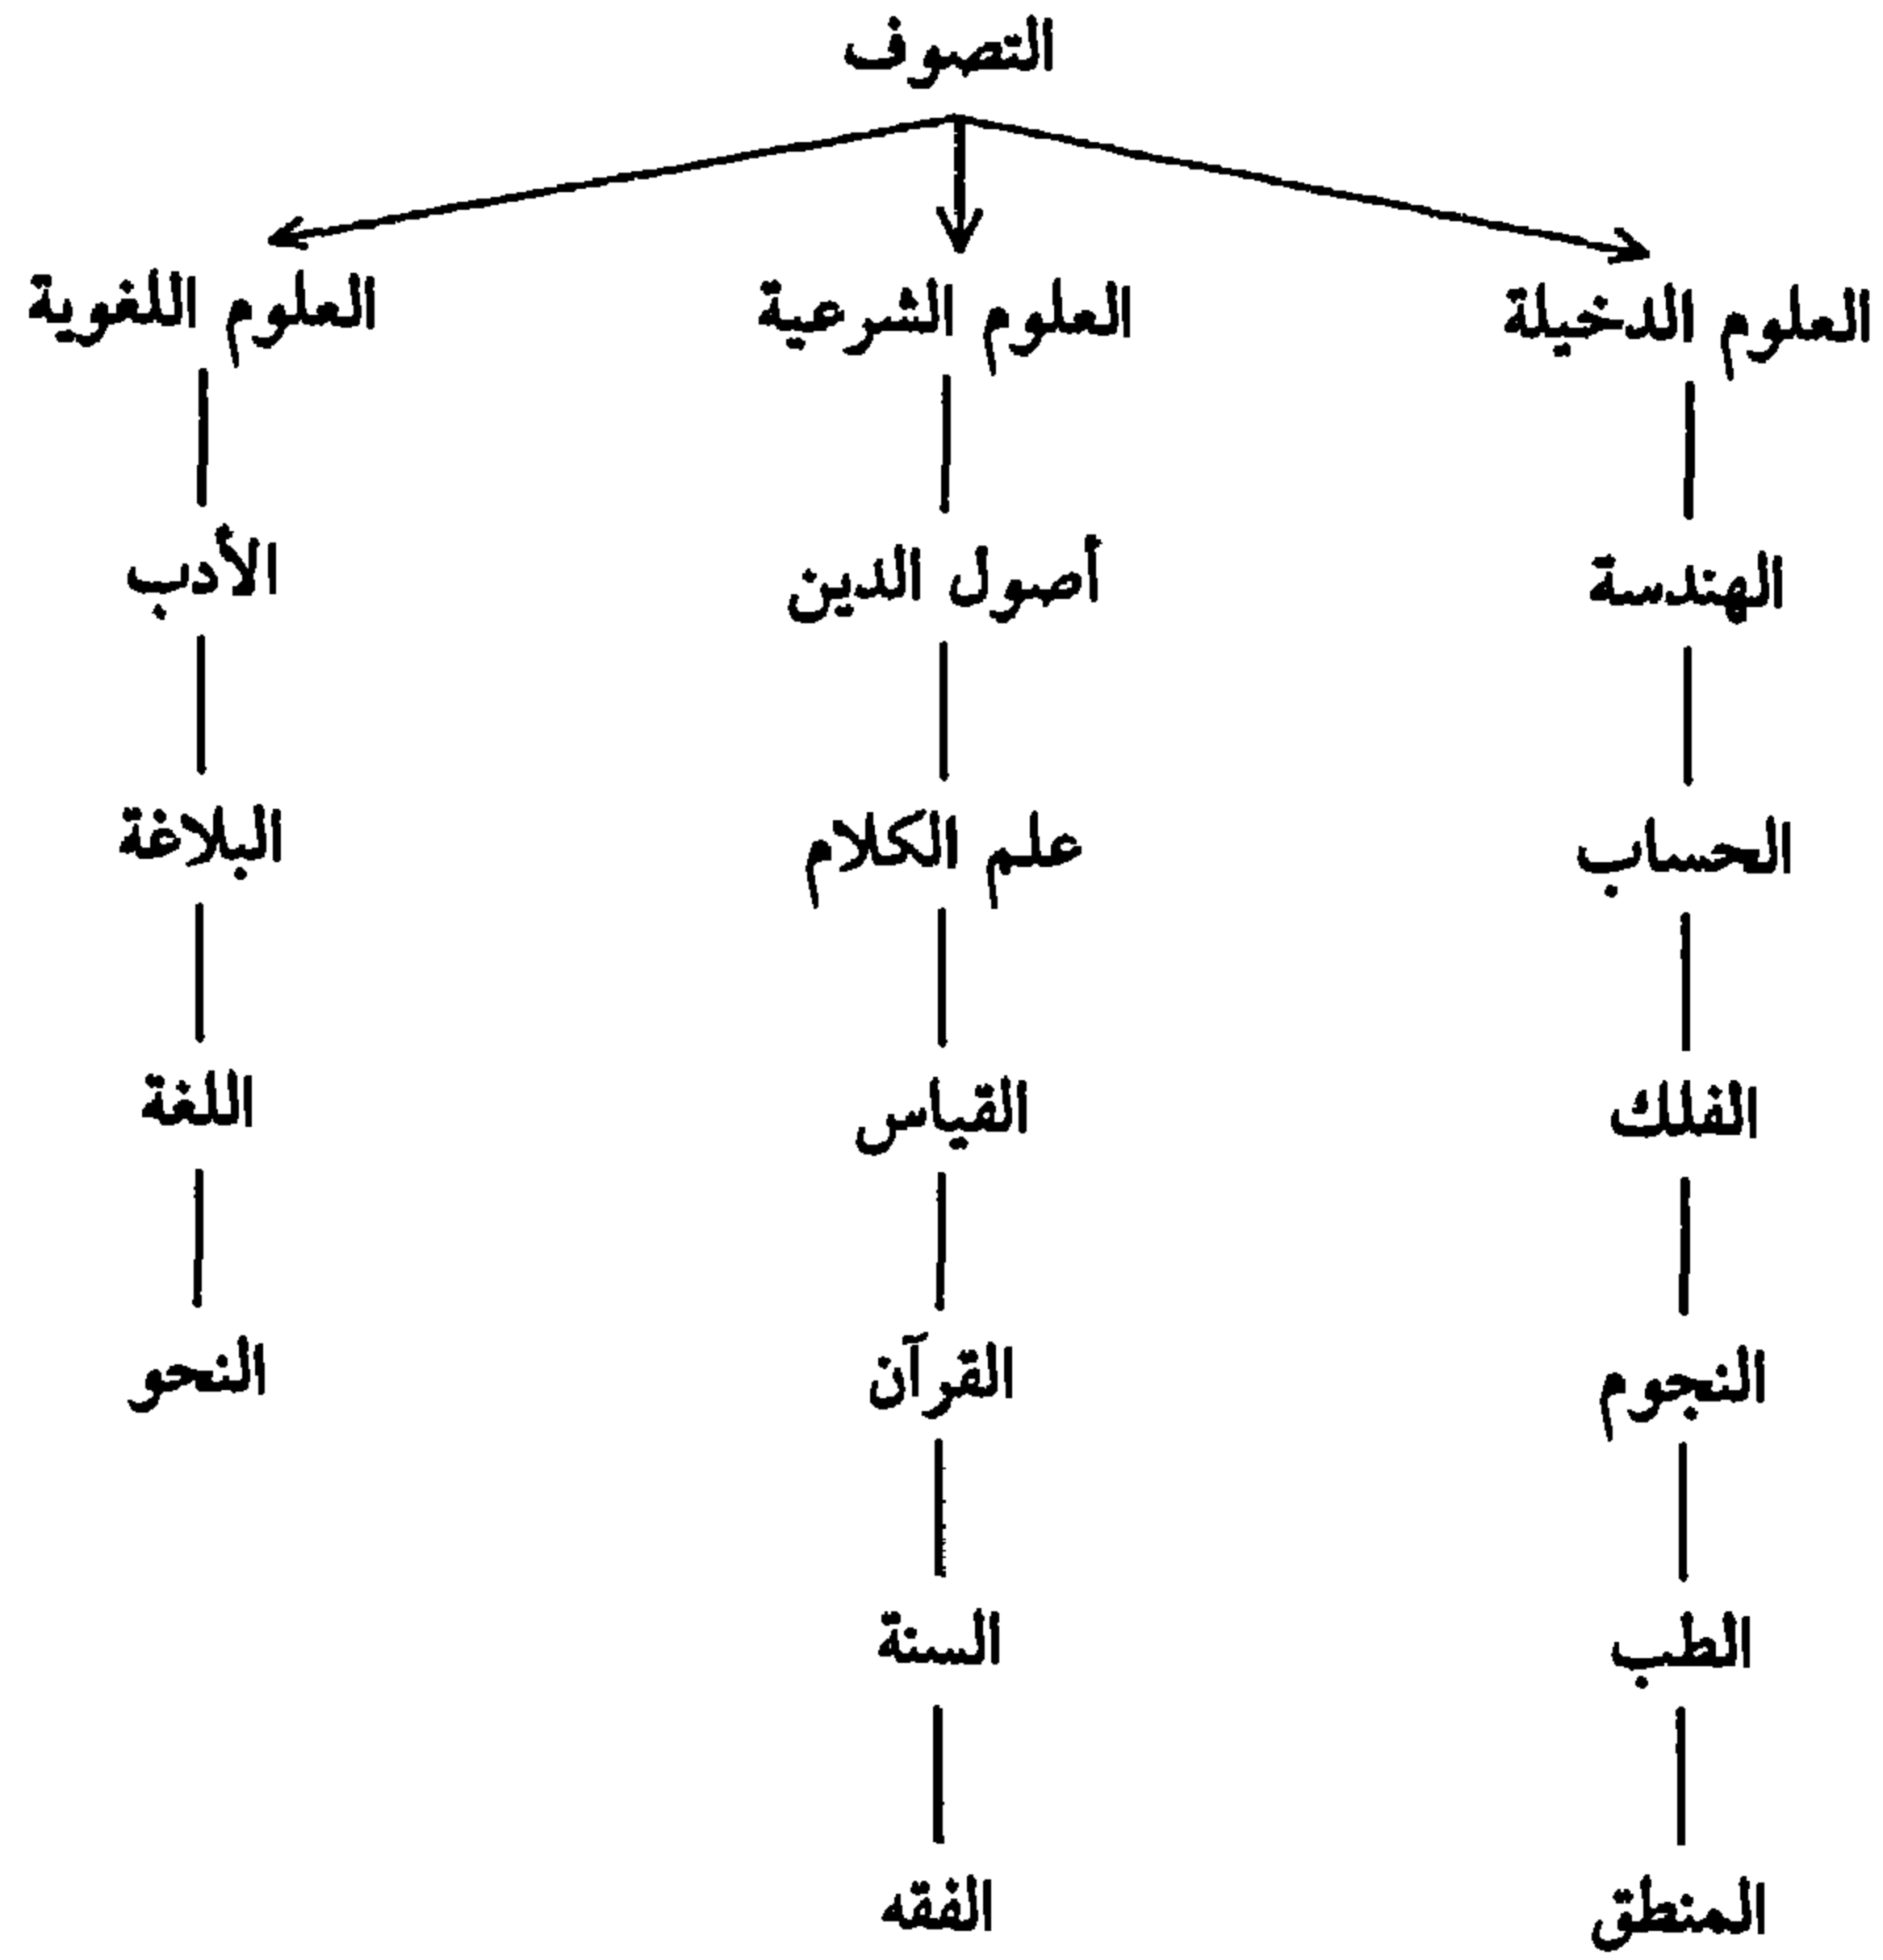 التصوف
العلوم الدخيلة
العلوم الشرعية
العلوم اللغوية
الهندسة
أصول الدين
الأدب
الحساب
علم الكلام
البلاغة
الفلك
القياس
اللغة
النجوم
القرآن
النحو
الطب
السنة
المنطق
الفقه